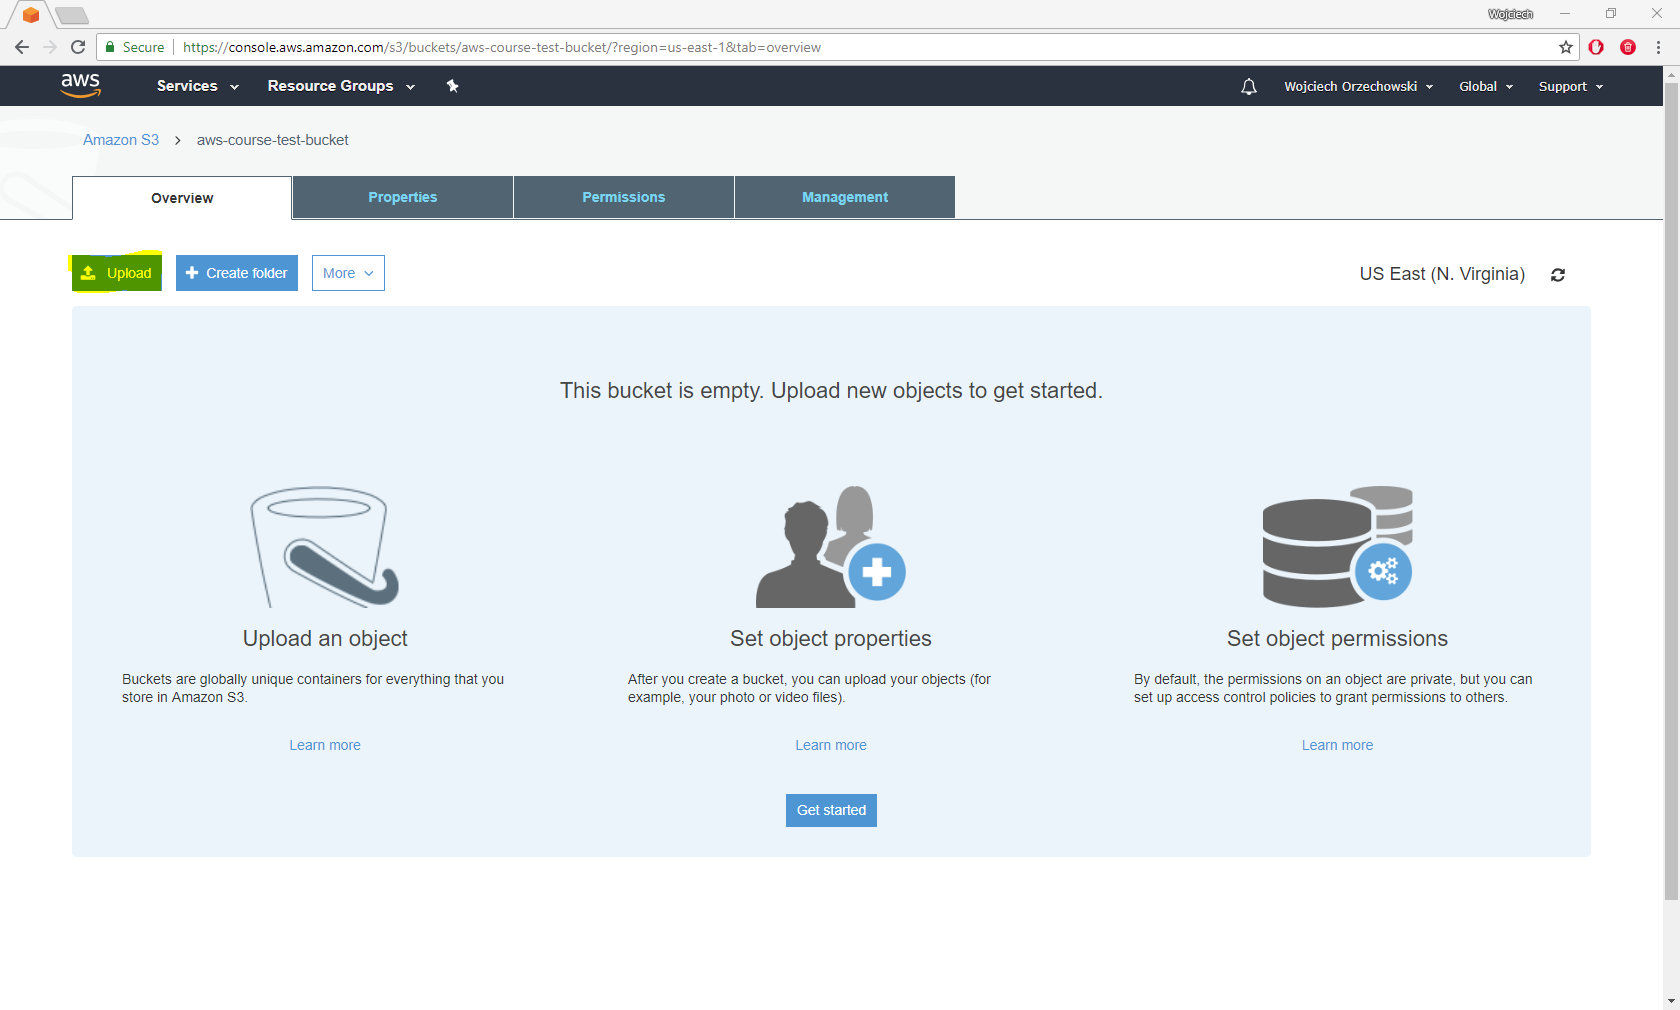 Wojciech
Secure https://console.aws.amazon.com/s3/buckets/aws-course-test-bucket/?region=us-east-1&tab=overview
aws Services Resource Groups Wojciech Orzechowski Global Support
Amazon S3 > aws-course-test-bucket
Overview Properties Permissions Management
Upload Create folder More US East (N. Virginia)
This bucket is empty. Upload new objects to get started.
Upload an object
Buckets are globally unique containers for everything that you
store in Amazon S3.
Learn more
Set object properties
After you create a bucket, you can upload your objects (for
example, your photo or video files).
Learn more
Set object permissions
By default, the permissions on an object are private, but you can
set up access control policies to grant permissions to others.
Learn more
Get started